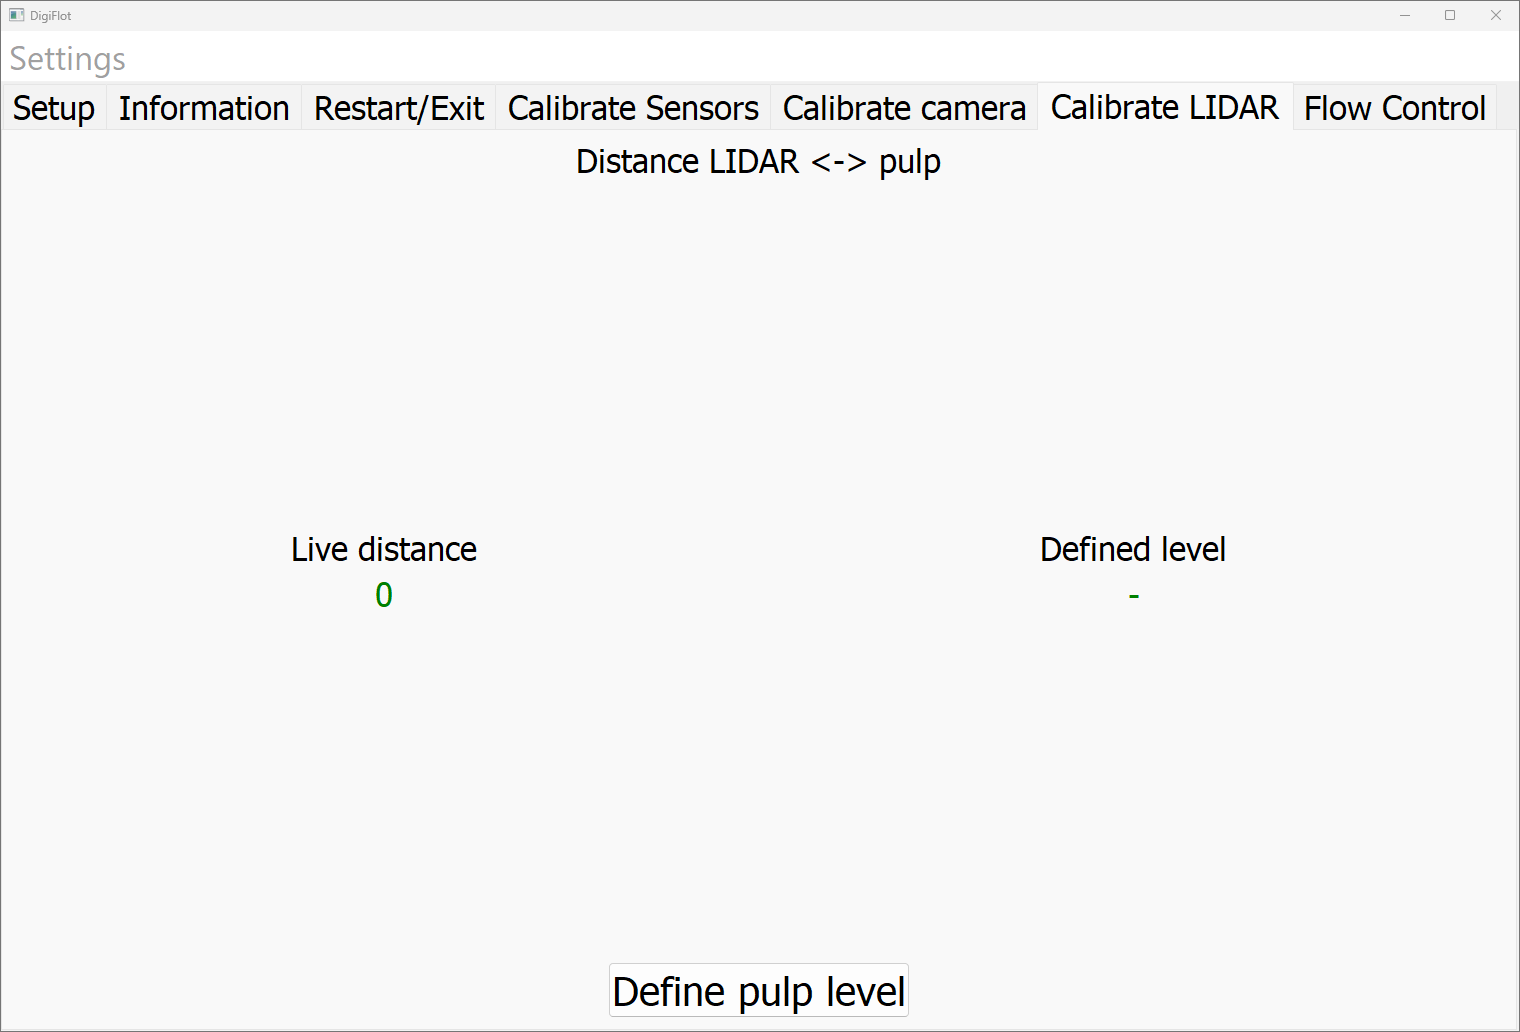 DigiFlot
Settings
Setup Information Restart/Exit Calibrate Sensors Calibrate camera Calibrate LIDAR Flow Control
Distance LIDAR <-> pulp
Live distance Defined level
0 -
Define pulp level